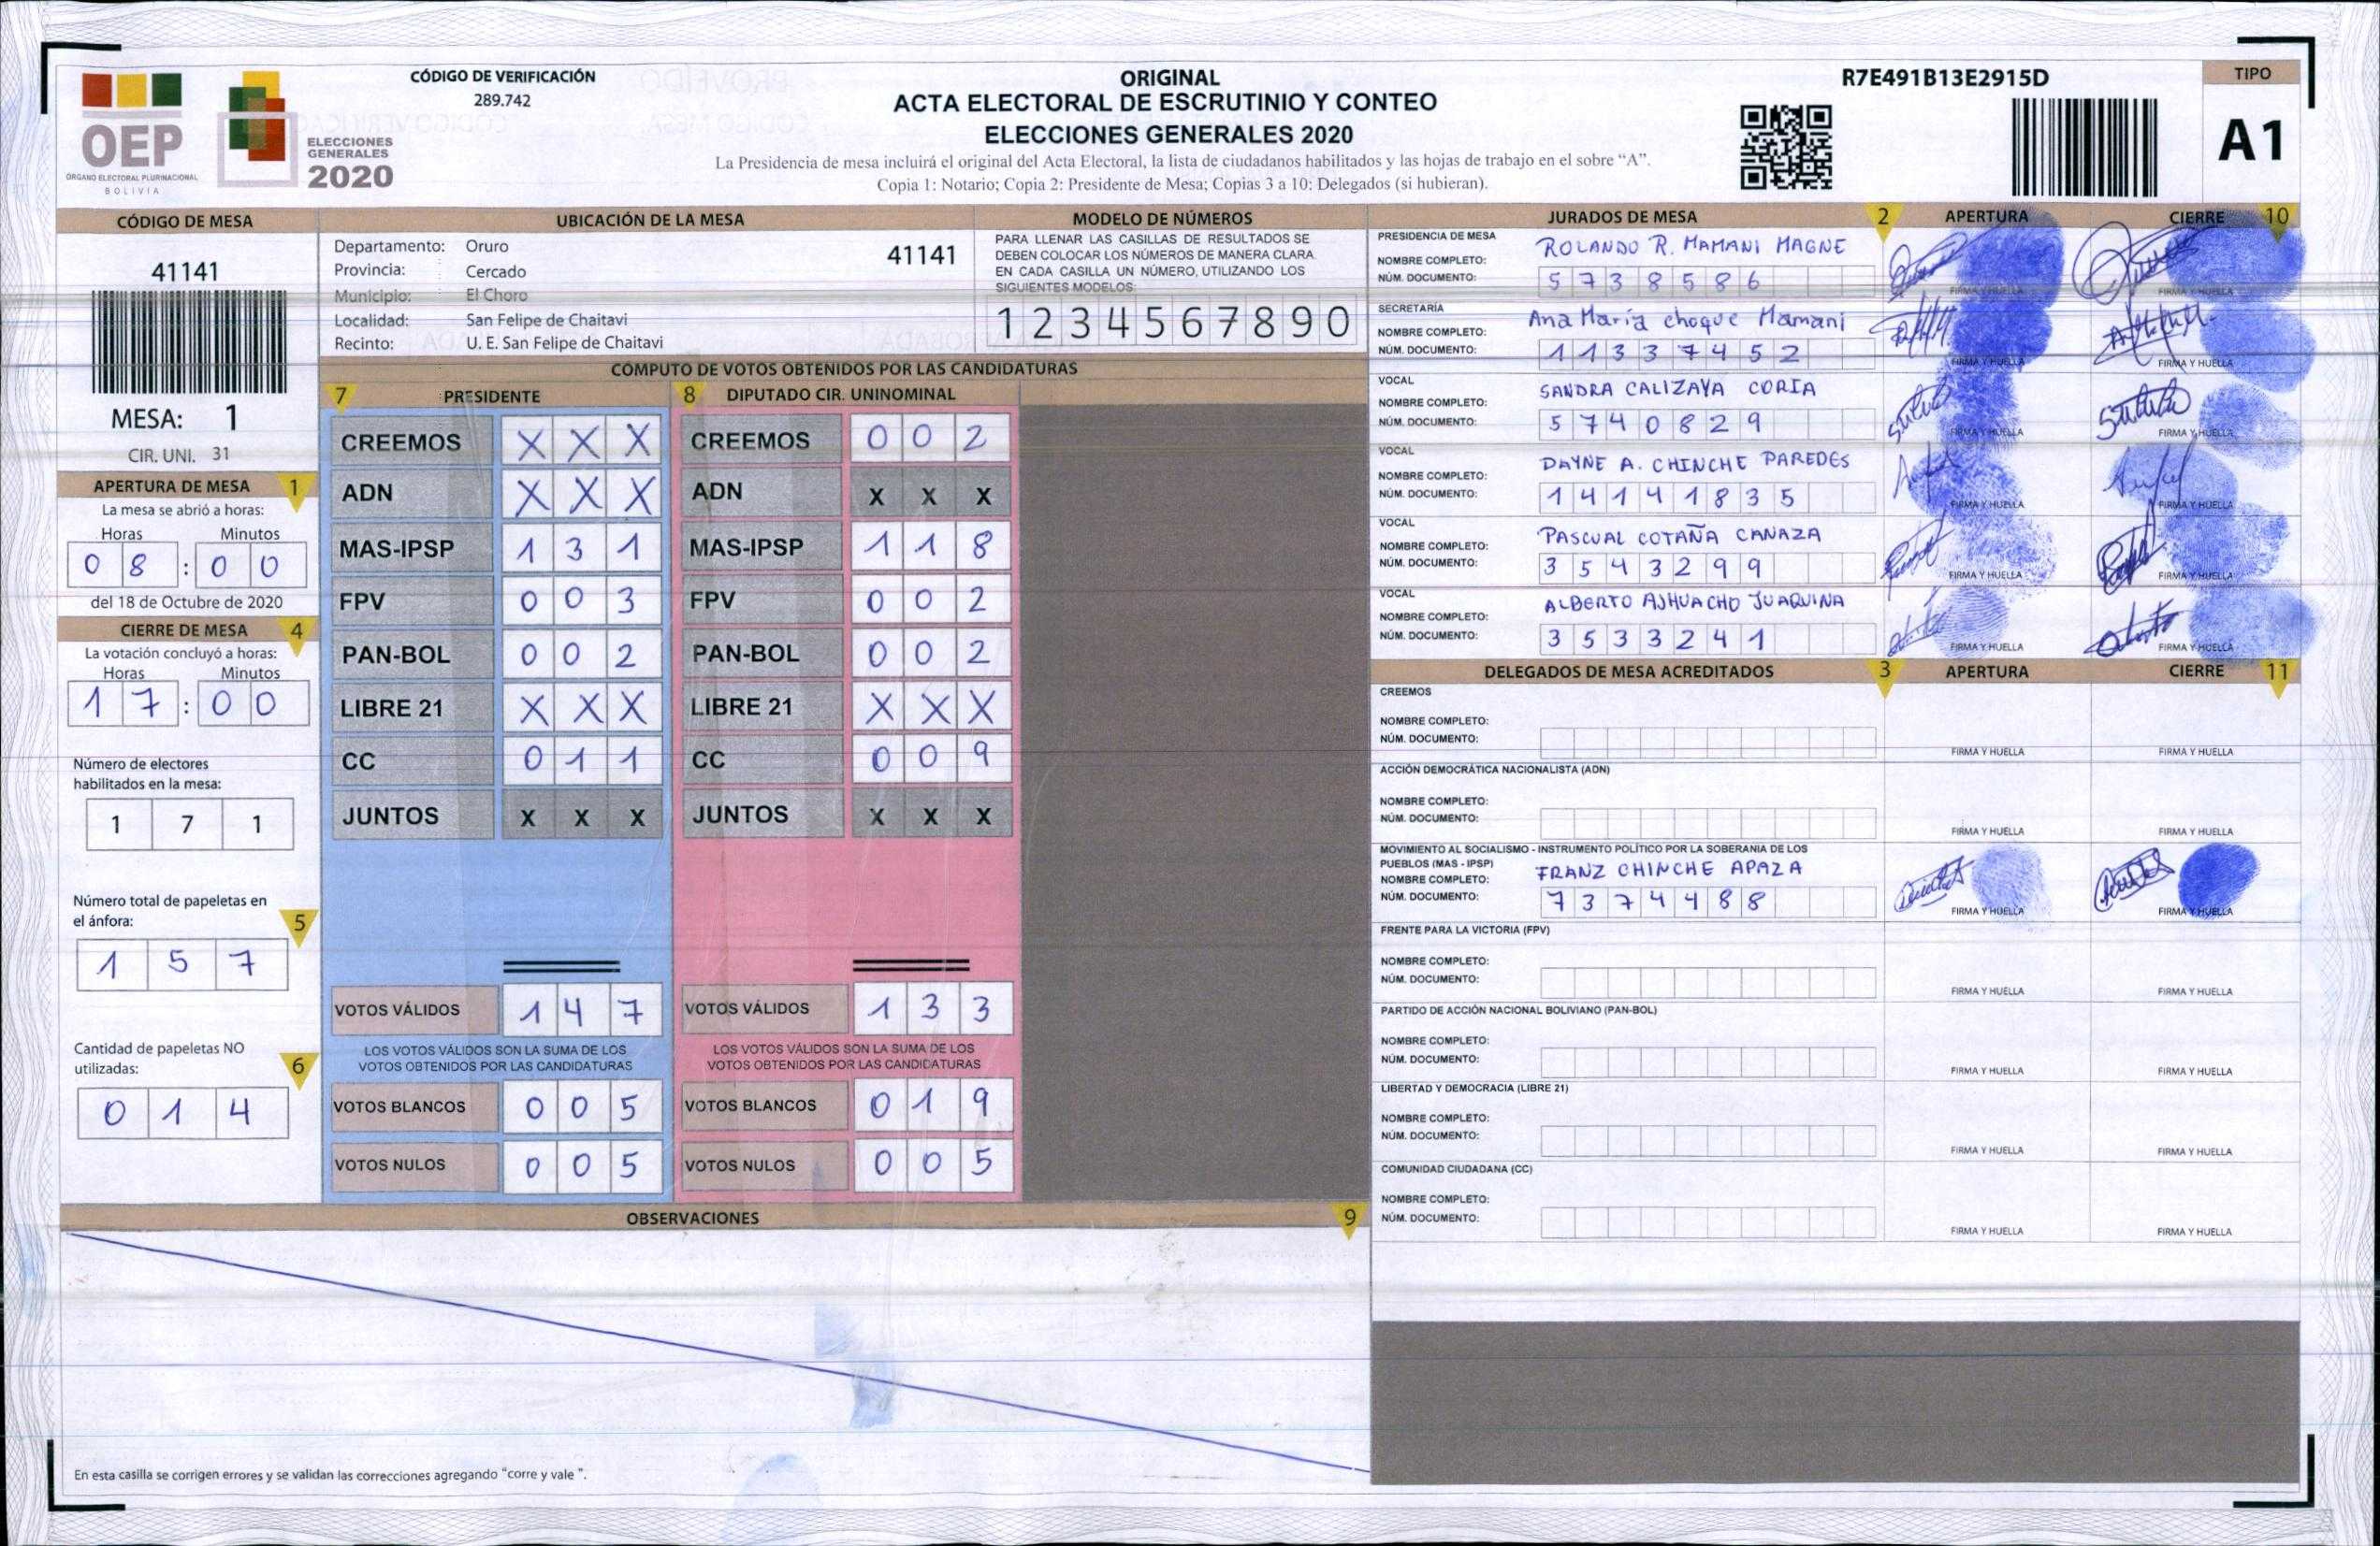 OEP
ÓRGANO ELECTORAL PLURINACIONAL
BOLIVIA
ELECCIONES
GENERALES
2020
CÓDIGO DE VERIFICACIÓN
289.742
ORIGINAL
ACTA ELECTORAL DE ESCRUTINIO Y CONTEO
ELECCIONES GENERALES 2020
La Presidencia de mesa incluirá el original del Acta Electoral, la lista de ciudadanos habilitados y las hojas de trabajo en el sobre “A”.
Copia 1: Notario; Copia 2: Presidente de Mesa; Copias 3 a 10: Delegados (si hubieran).
R7E491B13E2915D
TIPO
A1
CÓDIGO DE MESA
41141
MESA: 1
CIR. UNI. 31
APERTURA DE MESA 1
La mesa se abrió a horas:
Horas Minutos
0 8 : 0 0
del 18 de Octubre de 2020
CIERRE DE MESA 4
La votación concluyó a horas:
Horas Minutos
1 7 : 0 0
Número de electores
habilitados en la mesa:
1 7 1
Número total de papeletas en
el ánfora: 5
1 5 7
Cantidad de papeletas NO
utilizadas: 6
0 1 4
UBICACIÓN DE LA MESA
Departamento: Oruro 41141
Provincia: Cercado
Municipio: El Choro
Localidad: San Felipe de Chaitavi
Recinto: U. E. San Felipe de Chaitavi
MODELO DE NÚMEROS
PARA LLENAR LAS CASILLAS DE RESULTADOS SE
DEBEN COLOCAR LOS NÚMEROS DE MANERA CLARA.
EN CADA CASILLA UN NÚMERO, UTILIZANDO LOS
SIGUIENTES MODELOS:
1 2 3 4 5 6 7 8 9 0
COMPUTO DE VOTOS OBTENIDOS POR LAS CANDIDATURAS
7 PRESIDENTE
CREEMOS X X X
ADN X X X
MAS-IPSP 1 3 1
FPV 0 0 3
PAN-BOL 0 0 2
LIBRE 21 X X X
CC 0 1 1
JUNTOS X X X
VOTOS VÁLIDOS 1 4 7
LOS VOTOS VÁLIDOS SON LA SUMA DE LOS
VOTOS OBTENIDOS POR LAS CANDIDATURAS
VOTOS BLANCOS 0 0 5
VOTOS NULOS 0 0 5
8 DIPUTADO CIR. UNINOMINAL
CREEMOS 0 0 2
ADN X X X
MAS-IPSP 1 1 8
FPV 0 0 2
PAN-BOL 0 0 2
LIBRE 21 X X X
CC 0 0 9
JUNTOS X X X
VOTOS VÁLIDOS 1 3 3
LOS VOTOS VÁLIDOS SON LA SUMA DE LOS
VOTOS OBTENIDOS POR LAS CANDIDATURAS
VOTOS BLANCOS 0 1 9
VOTOS NULOS 0 0 5
OBSERVACIONES 9
En esta casilla se corrigen errores y se validan las correcciones agregando "corre y vale ".
JURADOS DE MESA 2 APERTURA CIERRE 10
PRESIDENCIA DE MESA
NOMBRE COMPLETO: ROLANDO R. MAMANI MAGNE
NÚM. DOCUMENTO: 5 7 3 8 5 8 6
FIRMA Y HUELLA FIRMA Y HUELLA
SECRETARÍA
NOMBRE COMPLETO: Ana María choque Mamani
NÚM. DOCUMENTO: 1 1 3 3 7 4 5 2
FIRMA Y HUELLA FIRMA Y HUELLA
VOCAL
NOMBRE COMPLETO: SANDRA CALIZAYA CORIA
NÚM. DOCUMENTO: 5 7 4 0 8 2 9
FIRMA Y HUELLA FIRMA Y HUELLA
VOCAL
NOMBRE COMPLETO: DAYNE A. CHINCHE PAREDES
NÚM. DOCUMENTO: 1 4 1 4 1 8 3 5
FIRMA Y HUELLA FIRMA Y HUELLA
VOCAL
NOMBRE COMPLETO: PASCUAL COTAÑA CANAZA
NÚM. DOCUMENTO: 3 5 4 3 2 9 9
FIRMA Y HUELLA FIRMA Y HUELLA
VOCAL
NOMBRE COMPLETO: ALBERTO AJHUACHO JUAQUINA
NÚM. DOCUMENTO: 3 5 3 3 2 4 1
FIRMA Y HUELLA FIRMA Y HUELLA
DELEGADOS DE MESA ACREDITADOS 3 APERTURA CIERRE 11
CREEMOS
NOMBRE COMPLETO:
NÚM. DOCUMENTO:
FIRMA Y HUELLA FIRMA Y HUELLA
ACCIÓN DEMOCRÁTICA NACIONALISTA (ADN)
NOMBRE COMPLETO:
NÚM. DOCUMENTO:
FIRMA Y HUELLA FIRMA Y HUELLA
MOVIMIENTO AL SOCIALISMO - INSTRUMENTO POLÍTICO POR LA SOBERANIA DE LOS
PUEBLOS (MAS - IPSP)
NOMBRE COMPLETO: FRANZ CHINCHE APAZA
NÚM. DOCUMENTO: 7 3 7 4 4 8 8
FIRMA Y HUELLA FIRMA Y HUELLA
FRENTE PARA LA VICTORIA (FPV)
NOMBRE COMPLETO:
NÚM. DOCUMENTO:
FIRMA Y HUELLA FIRMA Y HUELLA
PARTIDO DE ACCIÓN NACIONAL BOLIVIANO (PAN-BOL)
NOMBRE COMPLETO:
NÚM. DOCUMENTO:
FIRMA Y HUELLA FIRMA Y HUELLA
LIBERTAD Y DEMOCRACIA (LIBRE 21)
NOMBRE COMPLETO:
NÚM. DOCUMENTO:
FIRMA Y HUELLA FIRMA Y HUELLA
COMUNIDAD CIUDADANA (CC)
NOMBRE COMPLETO:
NÚM. DOCUMENTO:
FIRMA Y HUELLA FIRMA Y HUELLA